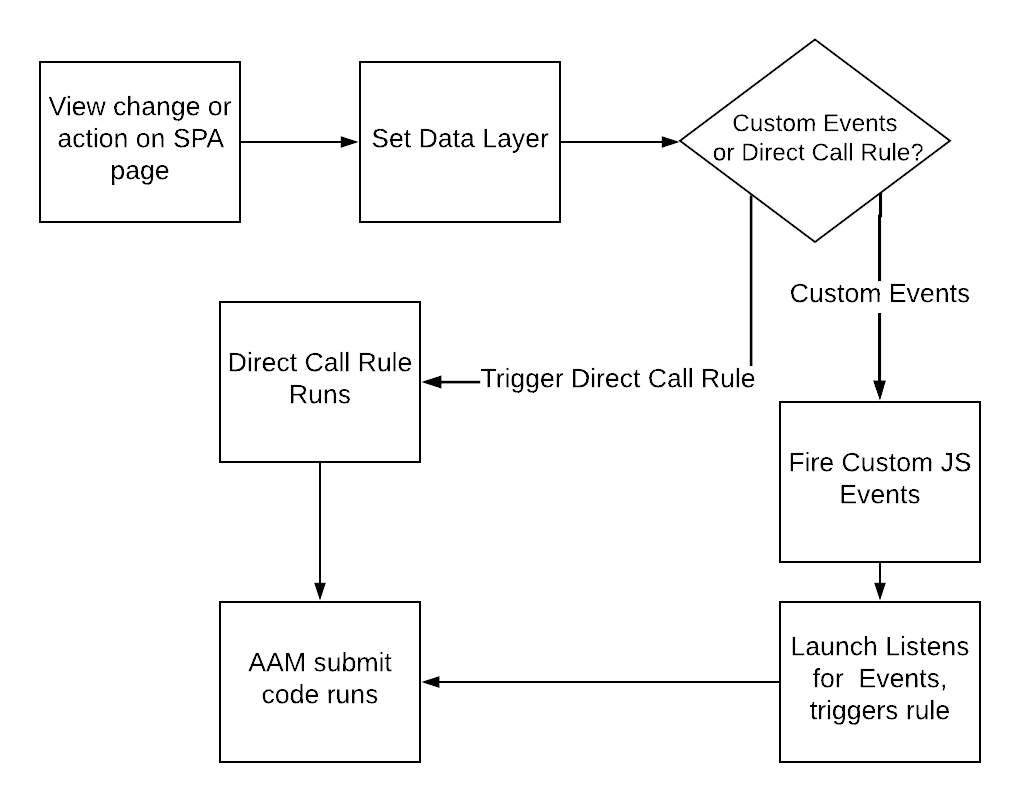 View change or
action on SPA
page
Set Data Layer
Custom Events
or Direct Call Rule?
Custom Events
Direct Call Rule
Runs
Trigger Direct Call Rule
Fire Custom JS
Events
AAM submit
code runs
Launch Listens
for  Events,
triggers rule